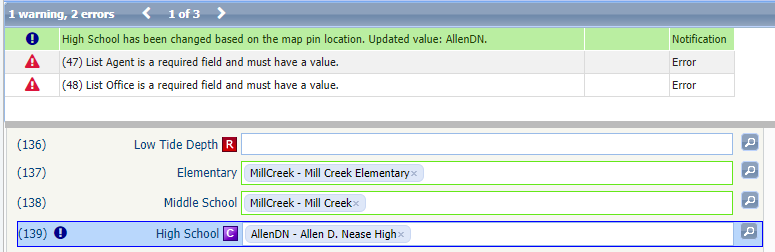 1 warning, 2 errors 1 of 3
High School has been changed based on the map pin location. Updated value: AllenDN. Notification
(47) List Agent is a required field and must have a value. Error
(48) List Office is a required field and must have a value. Error
(136) Low Tide Depth R
(137) Elementary MillCreek - Mill Creek Elementary×
(138) Middle School MillCreek - Mill Creek×
(139) High School C AllenDN - Allen D. Nease High×